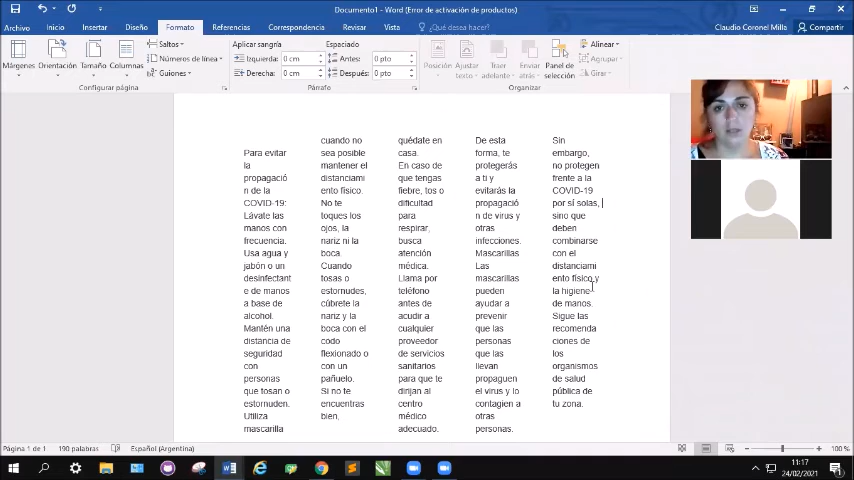 Documento1 - Word (Error de activación de productos)
Archivo
Inicio
Insertar
Diseño
Formato
Referencias
Correspondencia
Revisar
Vista
¿Qué desea hacer?
Claudio Coronel Milla
Compartir
Márgenes
Orientación
Tamaño
Columnas
Saltos
Números de línea
Guiones
Configurar página
Aplicar sangría
Izquierda: 0 cm
Derecha: 0 cm
Espaciado
Antes: 0 pto
Después: 0 pto
Párrafo
Posición
Ajustar texto
Traer adelante
Enviar atrás
Panel de selección
Alinear
Agrupar
Girar
Organizar
Para evitar
la
propagació
n de la
COVID-19:
Lávate las
manos con
frecuencia.
Usa agua y
jabón o un
desinfectant
e de manos
a base de
alcohol.
Mantén una
distancia de
seguridad
con
personas
que tosan o
estornuden.
Utiliza
mascarilla
cuando no
sea posible
mantener el
distanciami
ento físico.
No te
toques los
ojos, la
nariz ni la
boca.
Cuando
tosas o
estornudes,
cúbrete la
nariz y la
boca con el
codo
flexionado o
con un
pañuelo.
Si no te
encuentras
bien,
quédate en
casa.
En caso de
que tengas
fiebre, tos o
dificultad
para
respirar,
busca
atención
médica.
Llama por
teléfono
antes de
acudir a
cualquier
proveedor
de servicios
sanitarios
para que te
dirijan al
centro
médico
adecuado.
De esta
forma, te
protegerás
a ti y
evitarás la
propagació
n de virus y
otras
infecciones.
Mascarillas
Las
mascarillas
pueden
ayudar a
prevenir
que las
personas
que las
llevan
propaguen
el virus y lo
contagien a
otras
personas.
Sin
embargo,
no protegen
frente a la
COVID-19
por sí solas,
sino que
deben
combinarse
con el
distanciami
ento físico y
la higiene
de manos.
Sigue las
recomenda
ciones de
los
organismos
de salud
pública de
tu zona.
Página 1 de 1
190 palabras
Español (Argentina)
100 %
11:17
24/02/2021